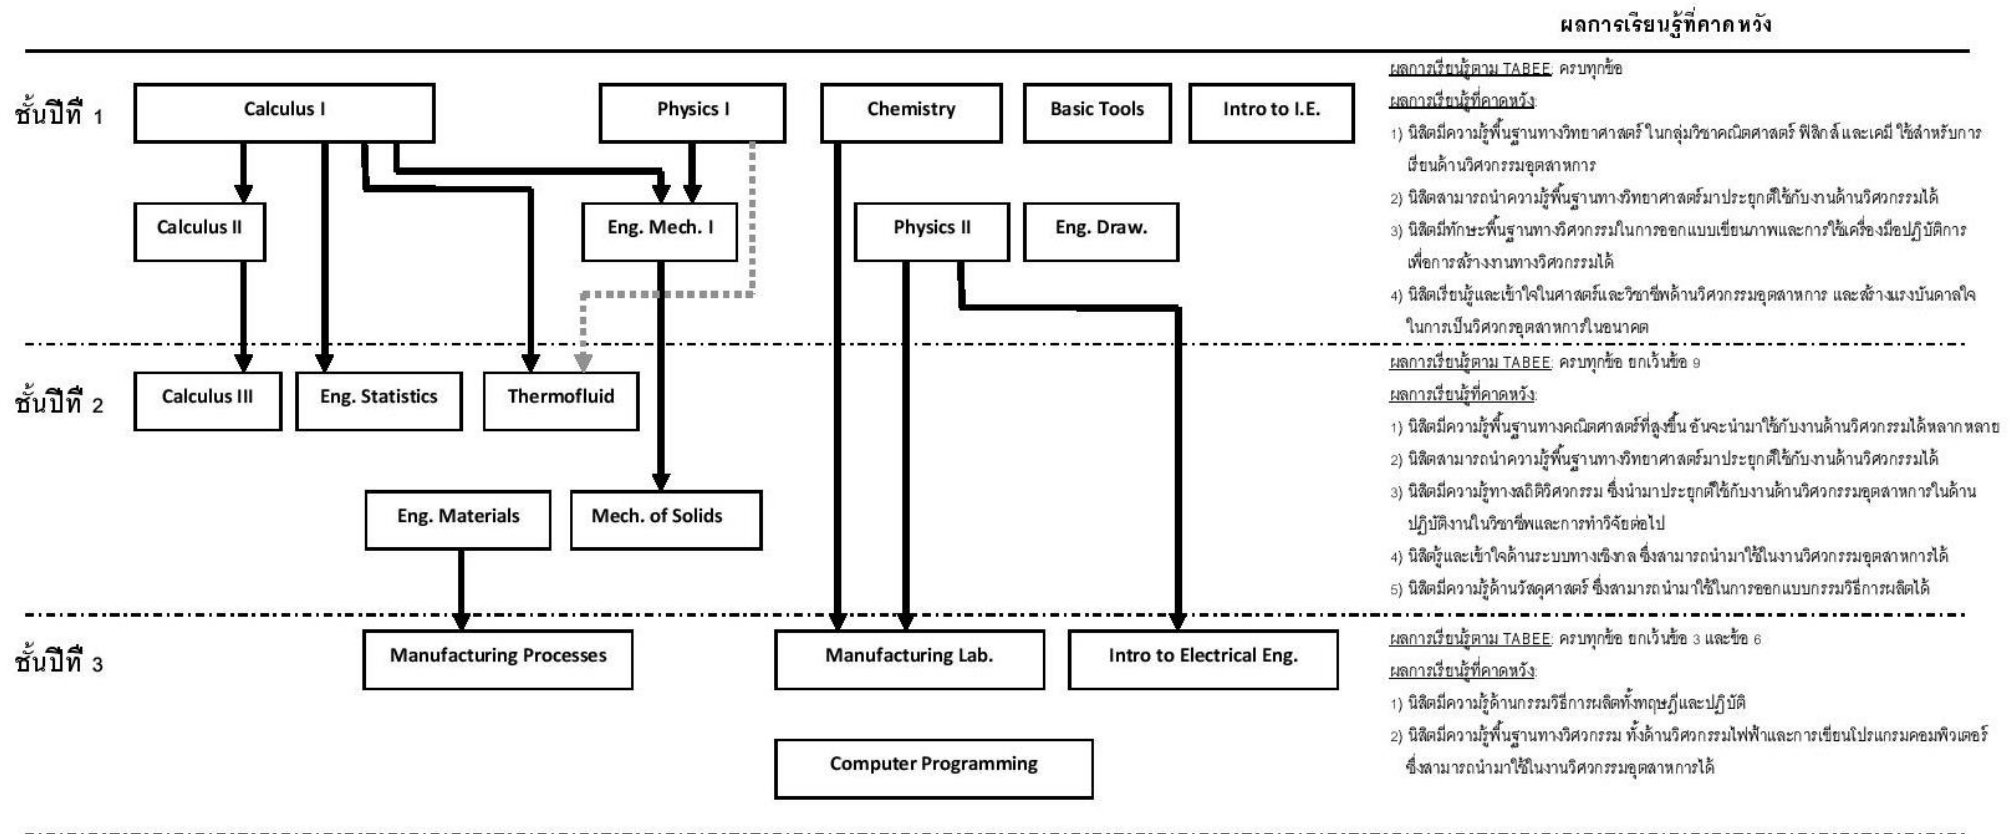 ผลการเรียนรู้ที่คาดหวัง
ชั้นปีที่ 1
Calculus I
Physics I
Chemistry
Basic Tools
Intro to I.E.
Calculus II
Eng. Mech. I
Physics II
Eng. Draw.
ผลการเรียนรู้ตาม TABEE: ครบทุกข้อ
ผลการเรียนรู้ที่คาดหวัง:
1) นิสิตมีความรู้พื้นฐานทางวิทยาศาสตร์ ในกลุ่มวิชาคณิตศาสตร์ ฟิสิกส์ และเคมี ใช้สำหรับการ
เรียนด้านวิศวกรรมอุตสาหการ
2) นิสิตสามารถนำความรู้พื้นฐานทางวิทยาศาสตร์มาประยุกต์ใช้กับงานด้านวิศวกรรมได้
3) นิสิตมีทักษะพื้นฐานทางวิศวกรรมในการออกแบบเขียนภาพและการใช้เครื่องมือปฏิบัติการ
เพื่อการสร้างงานทางวิศวกรรมได้
4) นิสิตเรียนรู้และเข้าใจในศาสตร์และวิชาชีพด้านวิศวกรรมอุตสาหการ และสร้างแรงบันดาลใจ
ในการเป็นวิศวกรอุตสาหการในอนาคต
ชั้นปีที่ 2
Calculus III
Eng. Statistics
Thermofluid
Eng. Materials
Mech. of Solids
ผลการเรียนรู้ตาม TABEE: ครบทุกข้อ ยกเว้นข้อ 9
ผลการเรียนรู้ที่คาดหวัง:
1) นิสิตมีความรู้พื้นฐานทางคณิตศาสตร์ที่สูงขึ้น อันจะนำมาใช้กับงานด้านวิศวกรรมได้หลากหลาย
2) นิสิตสามารถนำความรู้พื้นฐานทางวิทยาศาสตร์มาประยุกต์ใช้กับงานด้านวิศวกรรมได้
3) นิสิตมีความรู้ทางสถิติวิศวกรรม ซึ่งนำมาประยุกต์ใช้กับงานด้านวิศวกรรมอุตสาหการในด้าน
ปฏิบัติงานในวิชาชีพและการทำวิจัยต่อไป
4) นิสิตรู้และเข้าใจด้านระบบทางเชิงกล ซึ่งสามารถนำมาใช้ในงานวิศวกรรมอุตสาหการได้
5) นิสิตมีความรู้ด้านวัสดุศาสตร์ ซึ่งสามารถนำมาใช้ในการออกแบบกรรมวิธีการผลิตได้
ชั้นปีที่ 3
Manufacturing Processes
Manufacturing Lab.
Intro to Electrical Eng.
Computer Programming
ผลการเรียนรู้ตาม TABEE: ครบทุกข้อ ยกเว้นข้อ 3 และข้อ 6
ผลการเรียนรู้ที่คาดหวัง:
1) นิสิตมีความรู้ด้านกรรมวิธีการผลิตทั้งทฤษฎีและปฏิบัติ
2) นิสิตมีความรู้พื้นฐานทางวิศวกรรม ทั้งด้านวิศวกรรมไฟฟ้าและการเขียนโปรแกรมคอมพิวเตอร์
ซึ่งสามารถนำมาใช้ในงานวิศวกรรมอุตสาหการได้